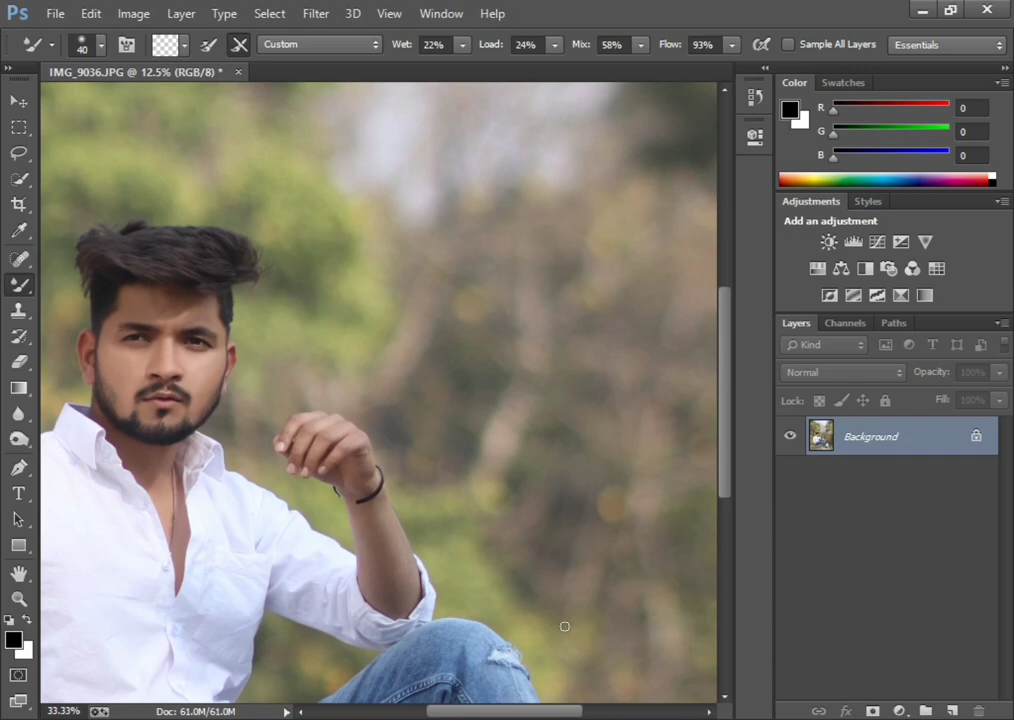 Ps File Edit Image Layer Type Select Filter 3D View Window Help
40 Custom Wet: 22% Load: 24% Mix: 58% Flow: 93% Sample All Layers Essentials
IMG_9036.JPG @ 12.5% (RGB/8) * ×
Color Swatches
R 0
G 0
B 0
Adjustments Styles
Add an adjustment
Layers Channels Paths
Kind
Normal Opacity: 100%
Lock: Fill: 100%
Background
33.33% Doc: 61.0M/61.0M